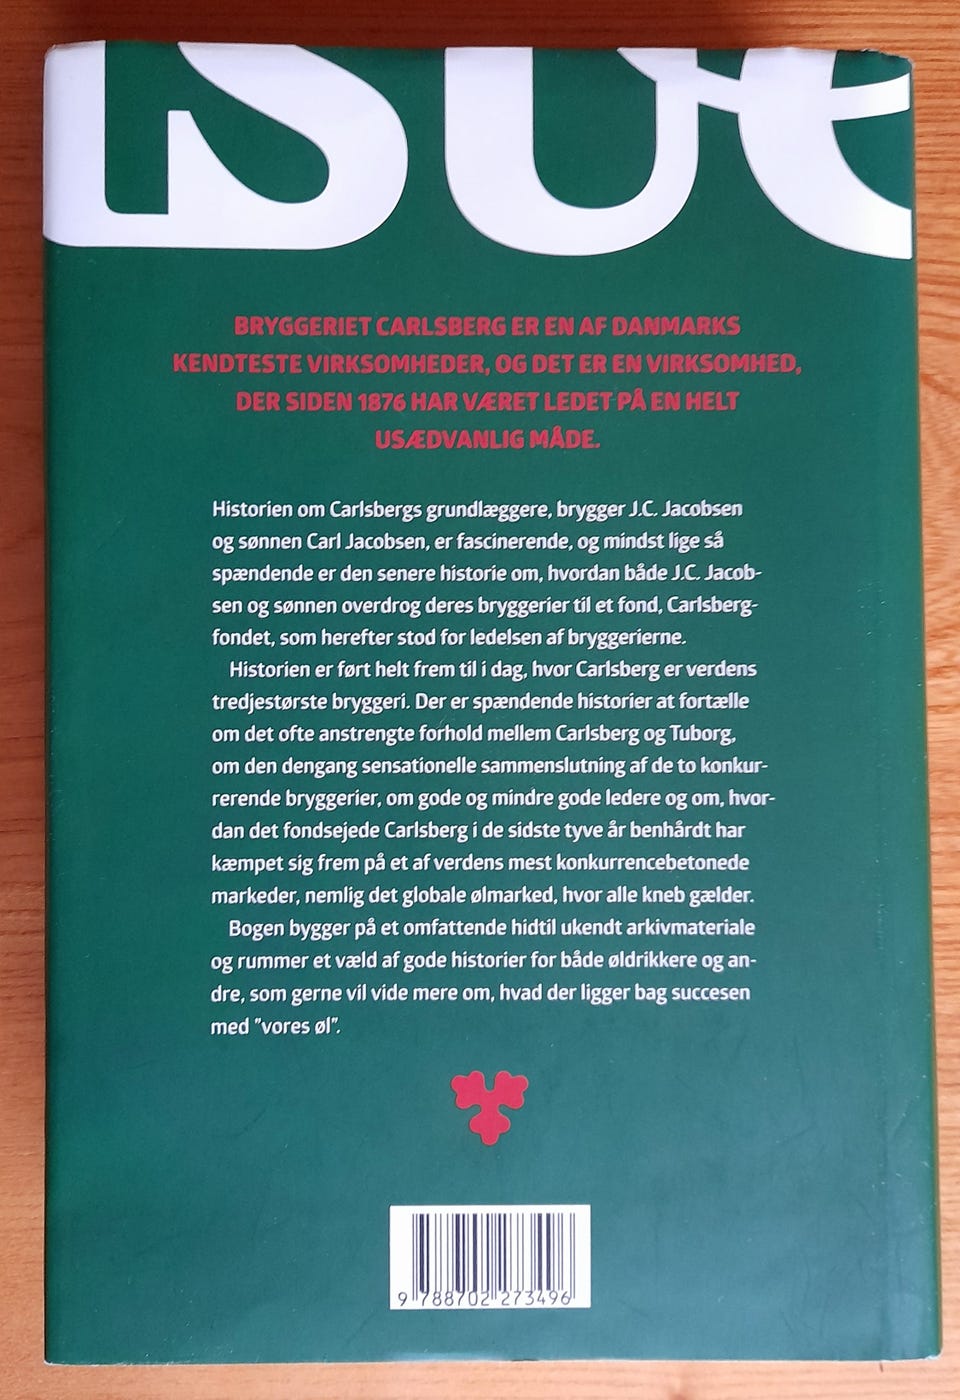 BRYGGERIET CARLSBERG ER EN AF DANMARKS
KENDTESTE VIRKSOMHEDER, OG DET ER EN VIRKSOMHED,
DER SIDEN 1876 HAR VÆRET LEDET PÅ EN HELT
USÆDVANLIG MÅDE.
Historien om Carlsbergs grundlæggere, brygger J.C. Jacobsen
og sønnen Carl Jacobsen, er fascinerende, og mindst lige så
spændende er den senere historie om, hvordan både J.C. Jacob-
sen og sønnen overdrog deres bryggerier til et fond, Carlsberg-
fondet, som herefter stod for ledelsen af bryggerierne.
Historien er ført helt frem til i dag, hvor Carlsberg er verdens
tredjestørste bryggeri. Der er spændende historier at fortælle
om det ofte anstrengte forhold mellem Carlsberg og Tuborg,
om den dengang sensationelle sammenslutning af de to konkur-
rerende bryggerier, om gode og mindre gode ledere og om, hvor-
dan det fondsejede Carlsberg i de sidste tyve år benhårdt har
kæmpet sig frem på et af verdens mest konkurrencebetonede
markeder, nemlig det globale ølmarked, hvor alle kneb gælder.
Bogen bygger på et omfattende hidtil ukendt arkivmateriale
og rummer et væld af gode historier for både øldrikkere og an-
dre, som gerne vil vide mere om, hvad der ligger bag succesen
med "vores øl".
9 788702 273496